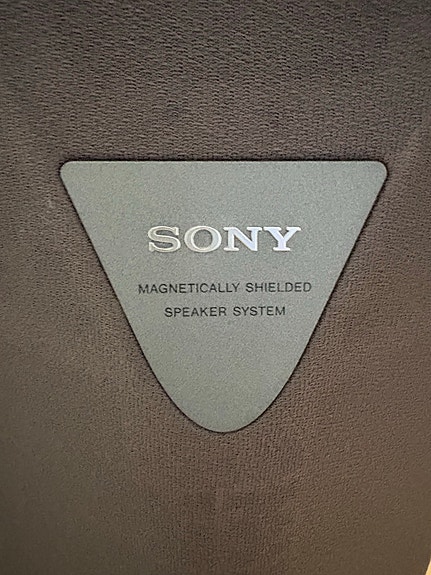 SONY
MAGNETICALLY SHIELDED
SPEAKER SYSTEM